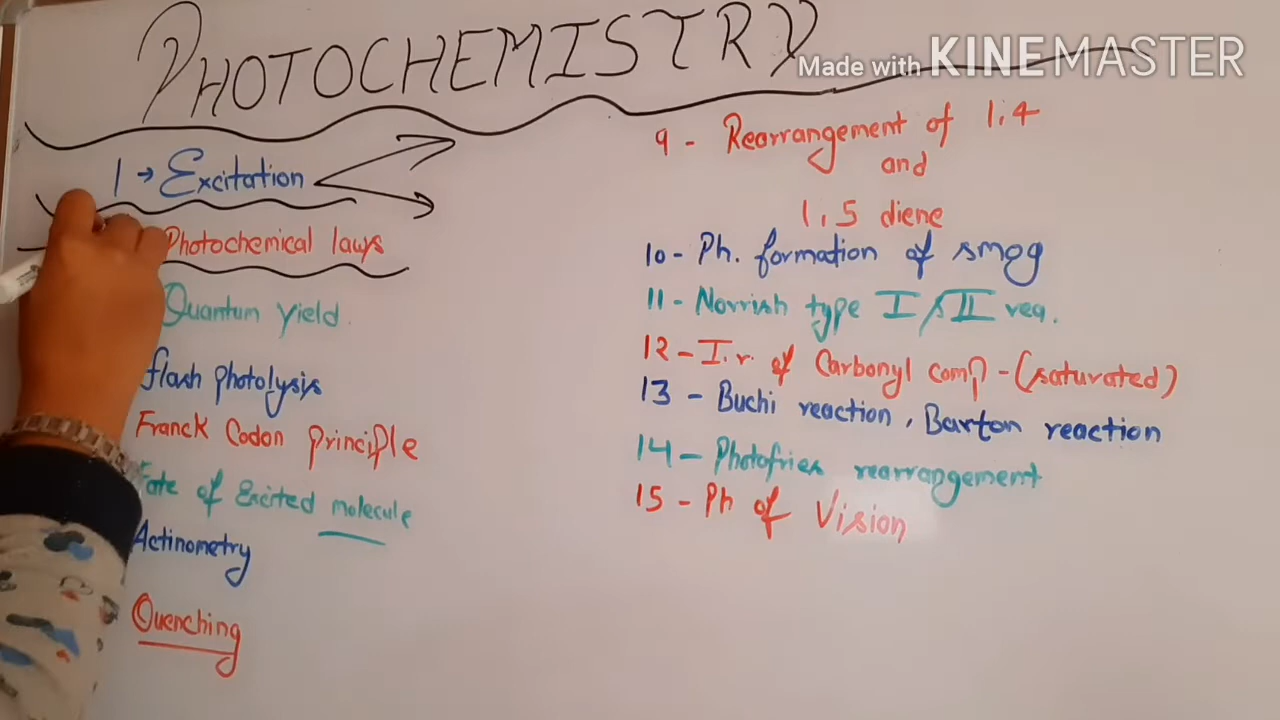 PHOTOCHEMISTRY
Made with KINEMASTER
1 → Excitation
Photochemical laws
Quantum Yield
flash photolysis
Franck Codon principle
Fate of Excited molecule
Actinometry
Quenching
9 - Rearrangement of 1,4
and
1,5 diene
10 - Ph. formation of smog
11 - Norrish type I / II req.
12 - I.r. of Carbonyl comp - (saturated)
13 - Buchi reaction, Barton reaction
14 - Photofries rearrangement
15 - Ph of Vision